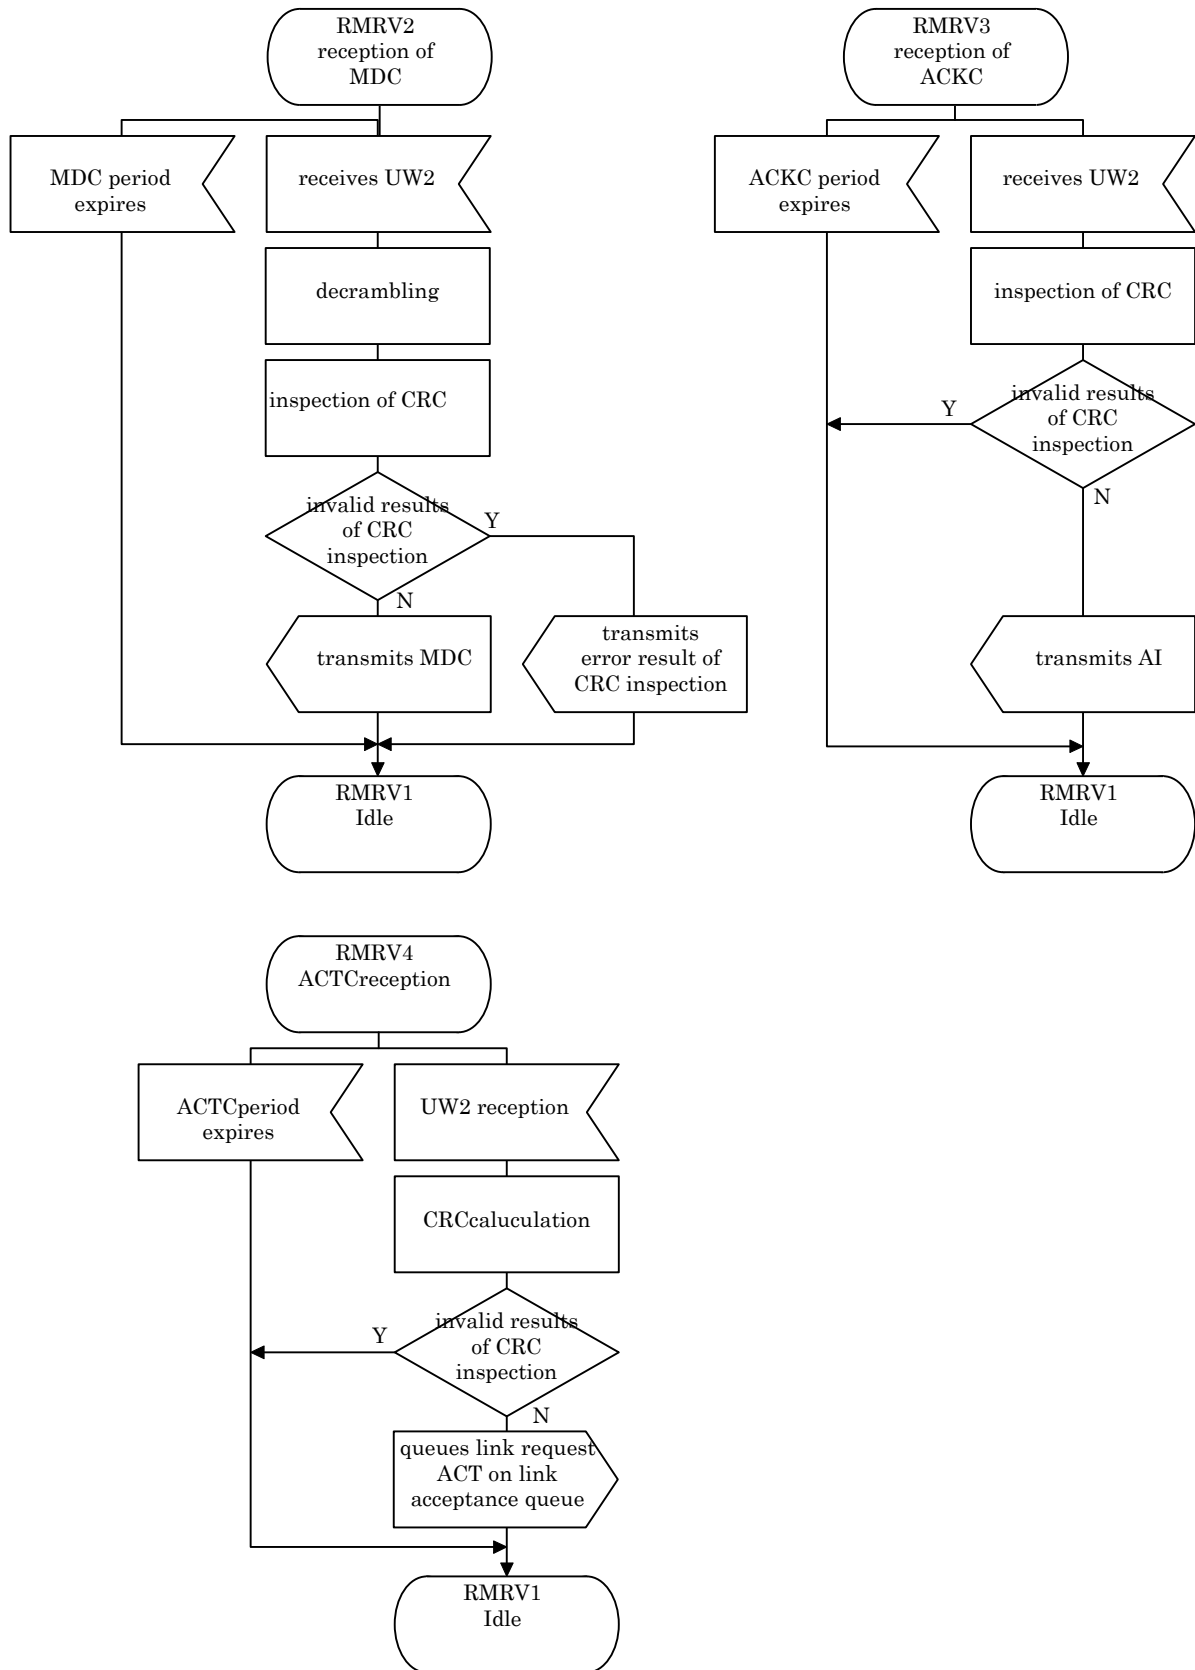 RMRV2
reception of
MDC
MDC period
expires
receives UW2
decrambling
inspection of CRC
invalid results
of CRC
inspection
Y
N
transmits MDC
transmits
error result of
CRC inspection
RMRV1
Idle
RMRV3
reception of
ACKC
ACKC period
expires
receives UW2
inspection of CRC
invalid results
of CRC
inspection
Y
N
transmits AI
RMRV1
Idle
RMRV4
ACTCreception
ACTCperiod
expires
UW2 reception
CRCcaluculation
invalid results
of CRC
inspection
Y
N
queues link request
ACT on link
acceptance queue
RMRV1
Idle